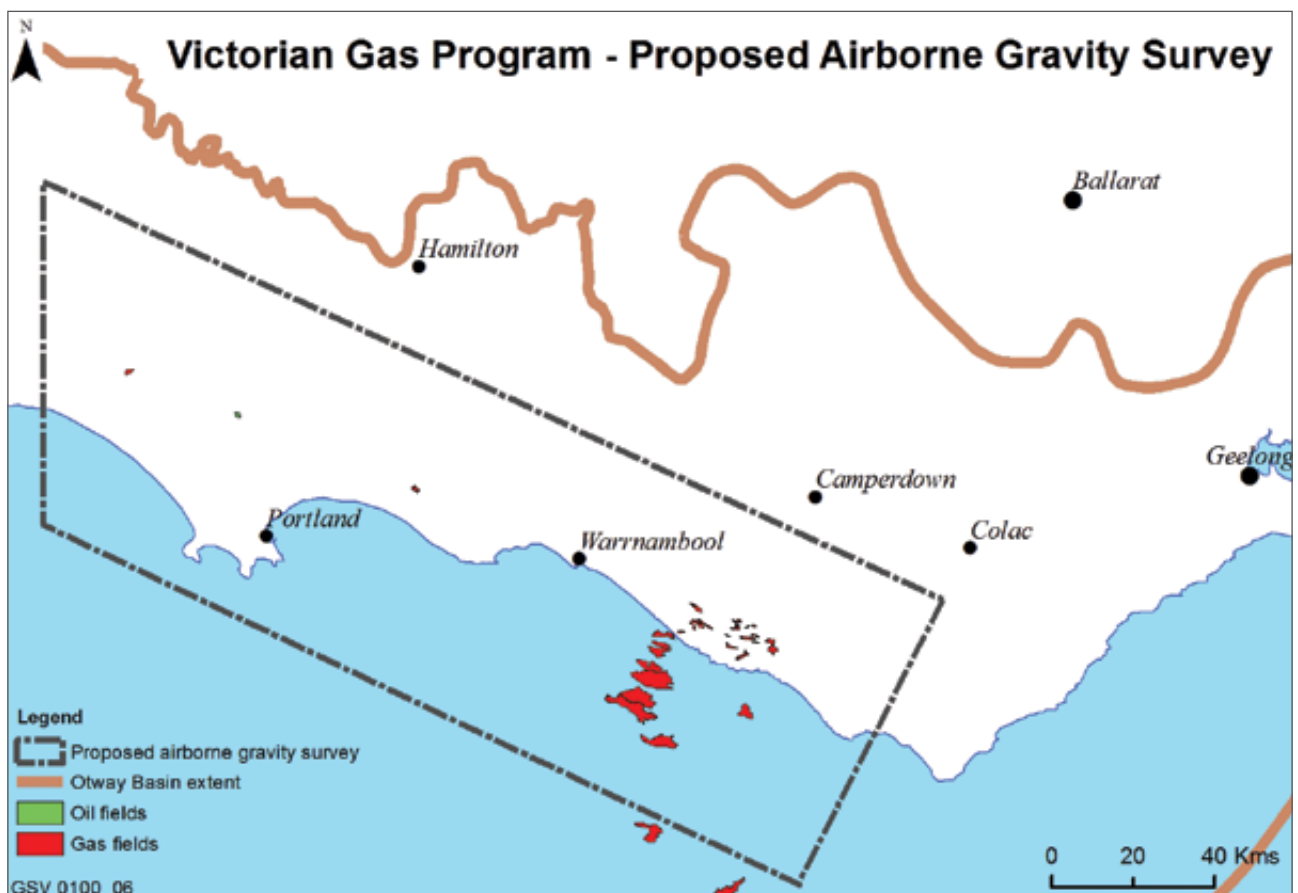 N
Victorian Gas Program - Proposed Airborne Gravity Survey
Ballarat
Hamilton
Geelong
Camperdown
Portland
Colac
Warrnambool
Legend
Proposed airborne gravity survey
Otway Basin extent
Oil fields
Gas fields
0 20 40 Kms
GSV 0100_06